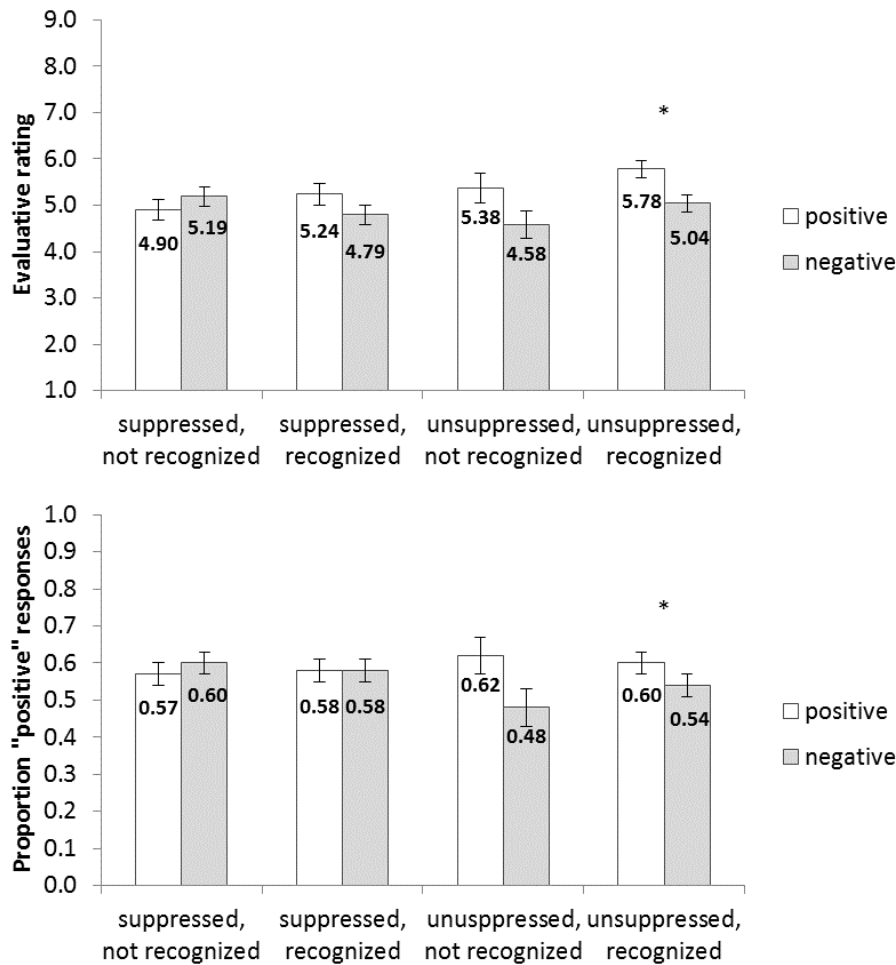 9.0
8.0
7.0
6.0
5.0
4.0
3.0
2.0
1.0
Evaluative rating
*
4.90
5.19
5.24
4.79
5.38
4.58
5.78
5.04
positive
negative
suppressed,
not recognized
suppressed,
recognized
unsuppressed,
not recognized
unsuppressed,
recognized
1.0
0.9
0.8
0.7
0.6
0.5
0.4
0.3
0.2
0.1
0.0
Proportion "positive" responses
*
0.57
0.60
0.58
0.58
0.62
0.48
0.60
0.54
positive
negative
suppressed,
not recognized
suppressed,
recognized
unusppressed,
not recognized
unsuppressed,
recognized